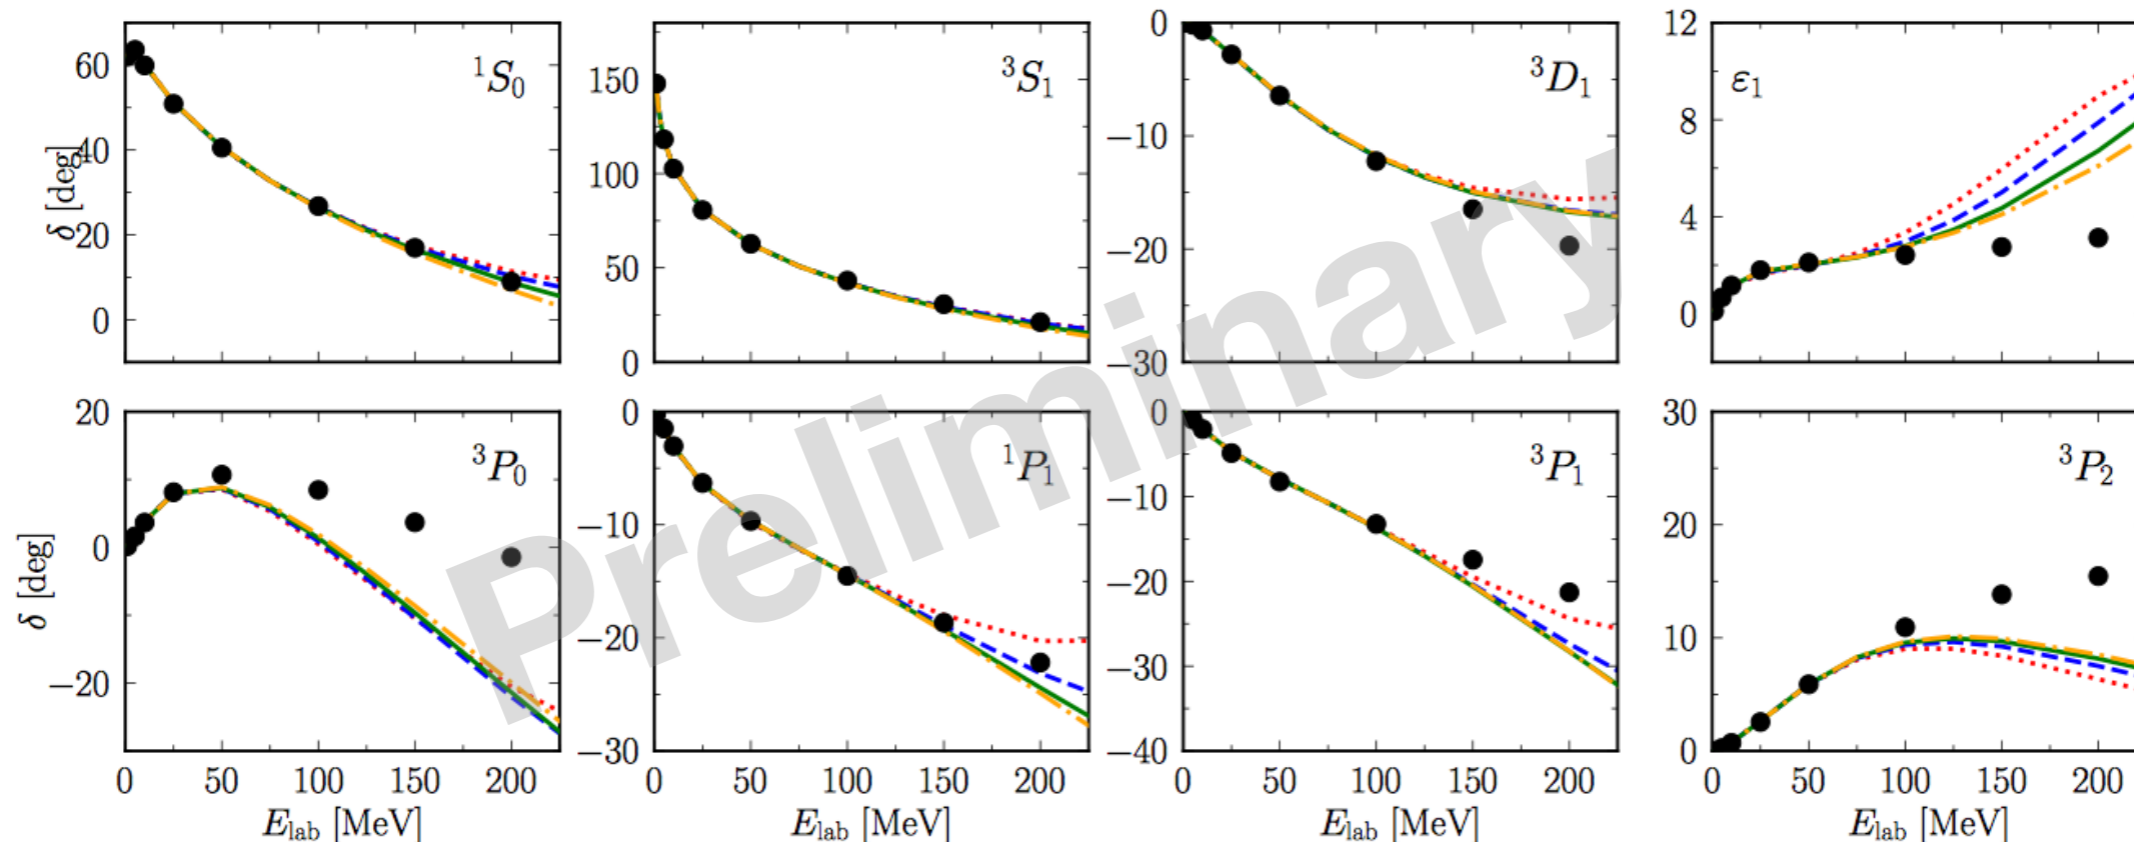 60
40
20
0
δ [deg]
¹S₀
150
100
50
0
³S₁
0
−10
−20
−30
³D₁
12
8
4
0
ε₁
20
0
−20
δ [deg]
³P₀
0
−10
−20
−30
¹P₁
0
−10
−20
−30
−40
³P₁
30
20
10
0
³P₂
Preliminary
0 50 100 150 200
0 50 100 150 200
0 50 100 150 200
0 50 100 150 200
E_lab [MeV]
E_lab [MeV]
E_lab [MeV]
E_lab [MeV]